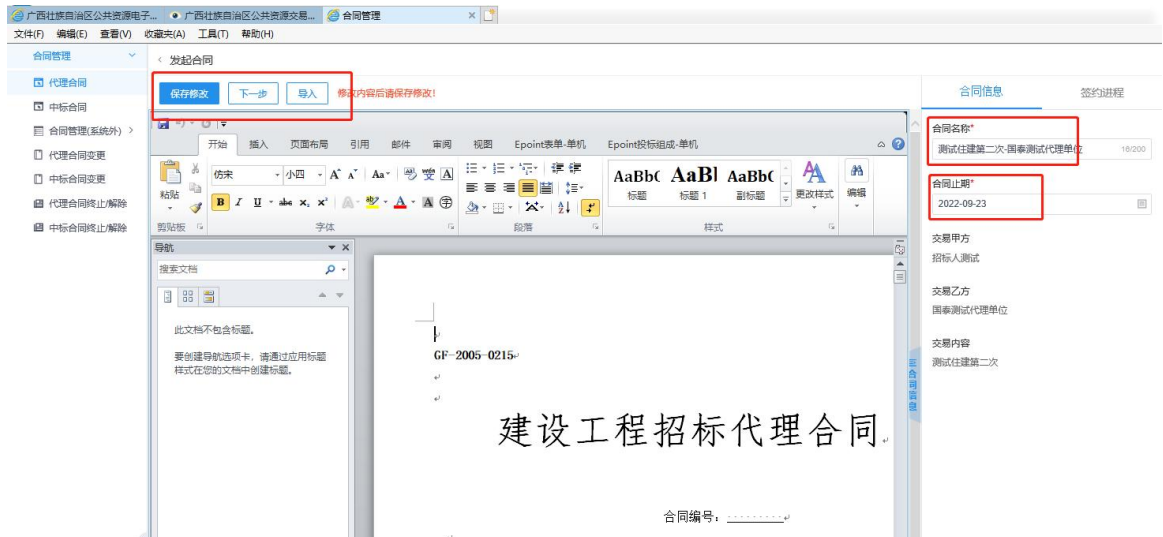 广西壮族自治区公共资源电子... 广西壮族自治区公共资源交易... 合同管理
文件(F) 编辑(E) 查看(V) 收藏夹(A) 工具(T) 帮助(H)
合同管理
代理合同
中标合同
合同管理(系统外)
代理合同变更
中标合同变更
代理合同终止/解除
中标合同终止/解除
发起合同
保存修改 下一步 导入 修改内容后请保存修改!
开始 插入 页面布局 引用 邮件 审阅 视图 Epoint表单-单机 Epoint投标组成-单机
仿宋 小四
粘贴
剪贴板 字体 段落 样式
AaBb( AaBl AaBb(
标题 标题 1 副标题 更改样式 编辑
导航
搜索文档
此文档不包含标题。
要创建导航选项卡，请通过应用标题
样式在您的文档中创建标题。
GF-2005-0215
建设工程招标代理合同
合同编号：
合同信息 签约进程
合同名称*
测试住建第二次-国泰测试代理单位 16/200
合同止期*
2022-09-23
交易甲方
招标人测试
交易乙方
国泰测试代理单位
交易内容
测试住建第二次
合同信息